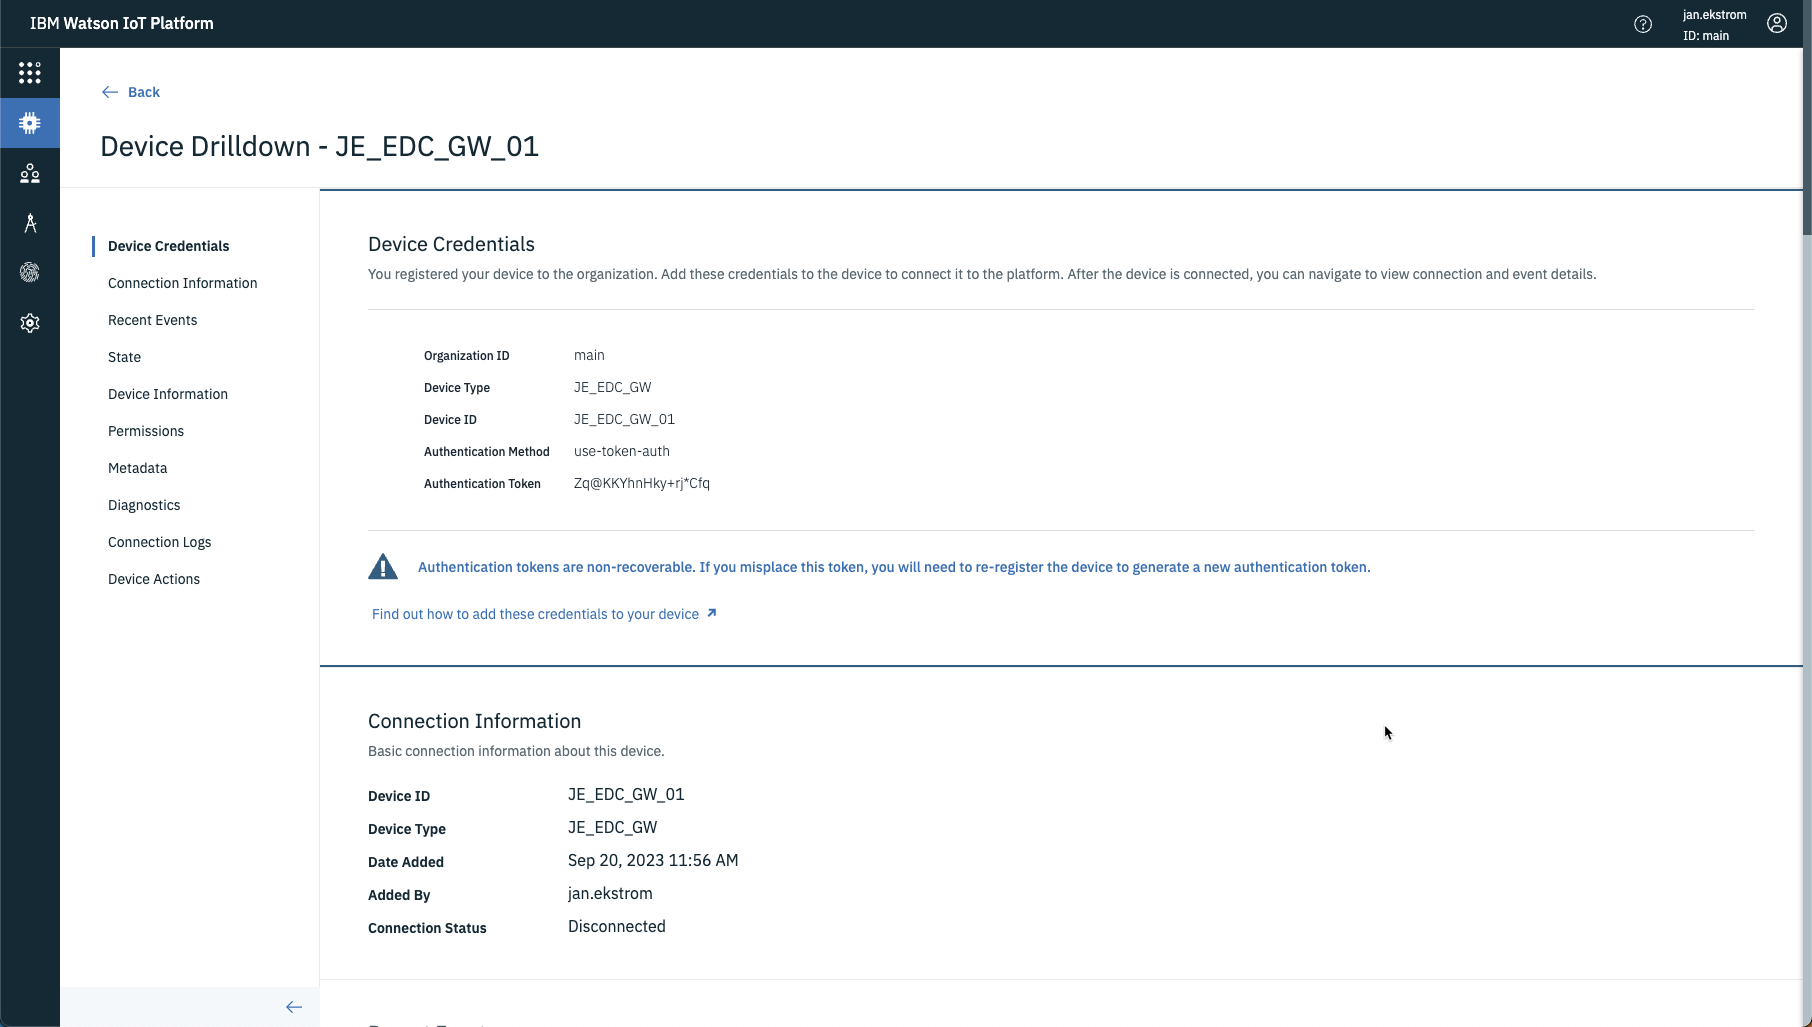 IBM Watson IoT Platform
jan.ekstrom
ID: main
Back
Device Drilldown - JE_EDC_GW_01
Device Credentials
Connection Information
Recent Events
State
Device Information
Permissions
Metadata
Diagnostics
Connection Logs
Device Actions
Device Credentials
You registered your device to the organization. Add these credentials to the device to connect it to the platform. After the device is connected, you can navigate to view connection and event details.
Organization ID main
Device Type JE_EDC_GW
Device ID JE_EDC_GW_01
Authentication Method use-token-auth
Authentication Token Zq@KKYhnHky+rj*Cfq
Authentication tokens are non-recoverable. If you misplace this token, you will need to re-register the device to generate a new authentication token.
Find out how to add these credentials to your device
Connection Information
Basic connection information about this device.
Device ID JE_EDC_GW_01
Device Type JE_EDC_GW
Date Added Sep 20, 2023 11:56 AM
Added By jan.ekstrom
Connection Status Disconnected